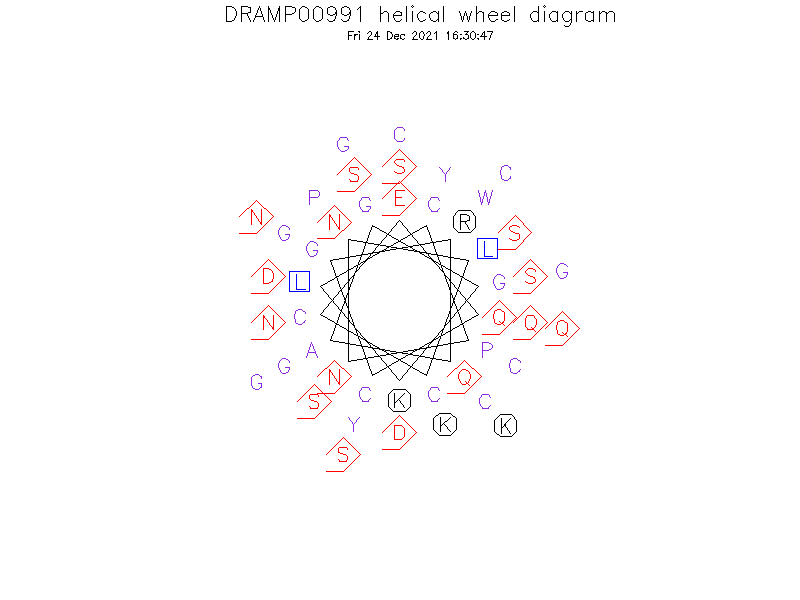 DRAMP00991 helical wheel diagram
Fri 24 Dec 2021 16:30:47
C
G
S
S Y C
P E W
G C
N
N R
G S
G L
G
D L G S
C Q
N Q Q
A P
G C
N Q
G
C C
S K C
Y K K
D
S